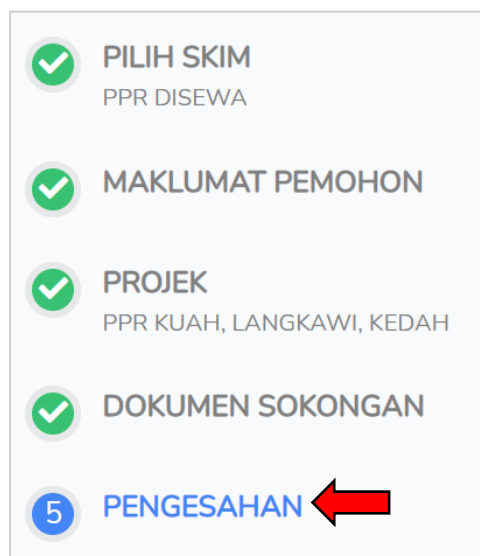 PILIH SKIM
PPR DISEWA
MAKLUMAT PEMOHON
PROJEK
PPR KUAH, LANGKAWI, KEDAH
DOKUMEN SOKONGAN
5 PENGESAHAN